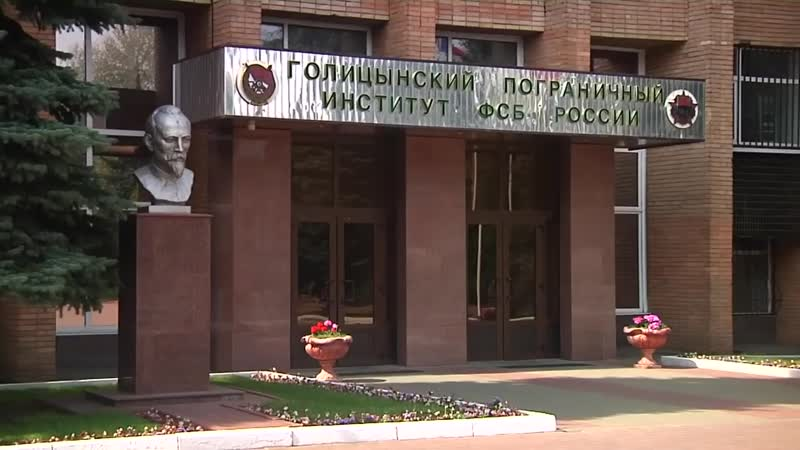 ГОЛИЦЫНСКИЙ ПОГРАНИЧНЫЙ
ИНСТИТУТ ФСБ РОССИИ